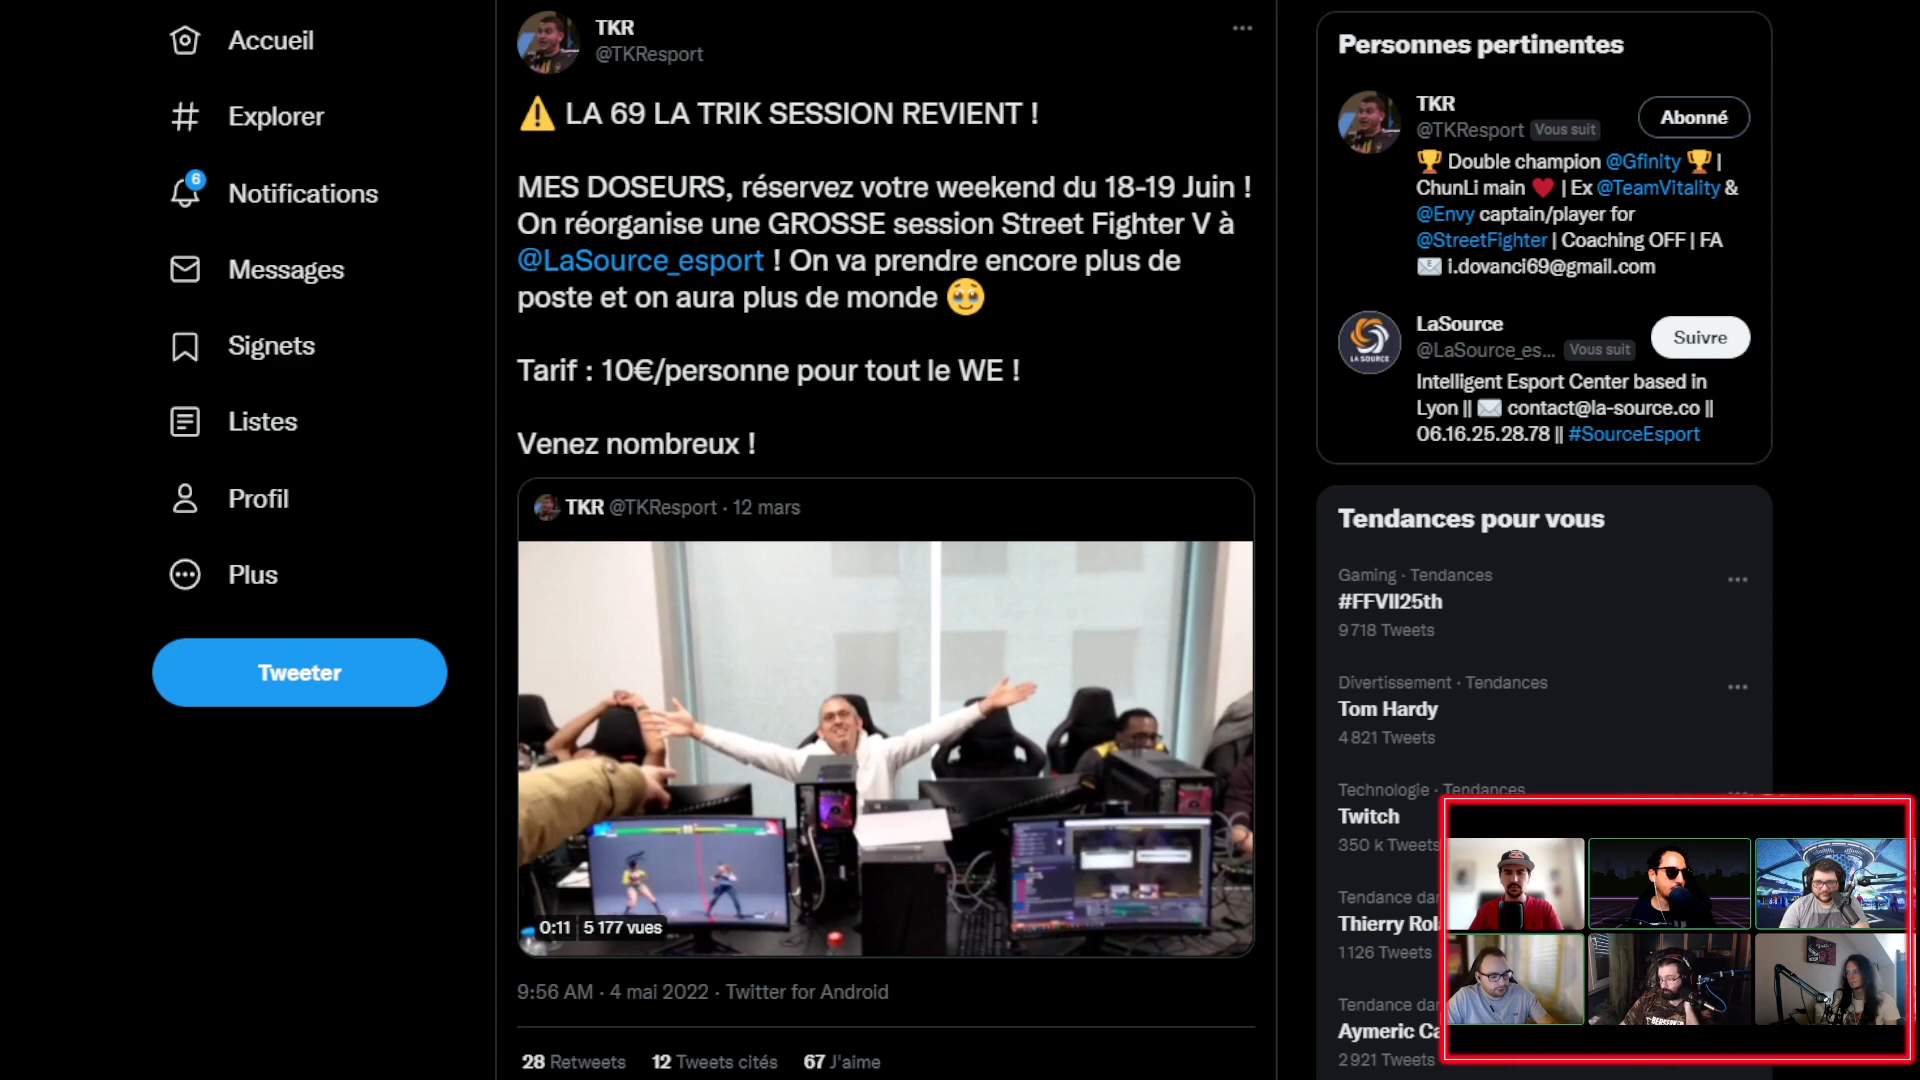 Accueil
Explorer
6
Notifications
Messages
Signets
Listes
Profil
Plus
Tweeter
TKR
@TKResport
⚠️ LA 69 LA TRIK SESSION REVIENT !
MES DOSEURS, réservez votre weekend du 18-19 Juin !
On réorganise une GROSSE session Street Fighter V à
@LaSource_esport ! On va prendre encore plus de
poste et on aura plus de monde 🥹
Tarif : 10€/personne pour tout le WE !
Venez nombreux !
TKR @TKResport · 12 mars
0:11 5 177 vues
9:56 AM · 4 mai 2022 · Twitter for Android
28 Retweets 12 Tweets cités 67 J'aime
Personnes pertinentes
TKR
@TKResport Vous suit
Abonné
🏆 Double champion @Gfinity 🏆 |
ChunLi main ❤️ | Ex @TeamVitality &
@Envy captain/player for
@StreetFighter | Coaching OFF | FA
📧 i.dovanci69@gmail.com
LA SOURCE
LaSource
@LaSource_es... Vous suit
Suivre
Intelligent Esport Center based in
Lyon || ✉️ contact@la-source.co ||
06.16.25.28.78 || #SourceEsport
Tendances pour vous
Gaming · Tendances
#FFVII25th
9 718 Tweets
Divertissement · Tendances
Tom Hardy
4 821 Tweets
Technologie · Tendances
Twitch
350 k Tweets
Tendance da
Thierry Rol
1 126 Tweets
Tendance da
Aymeric Ca
2 921 Tweets